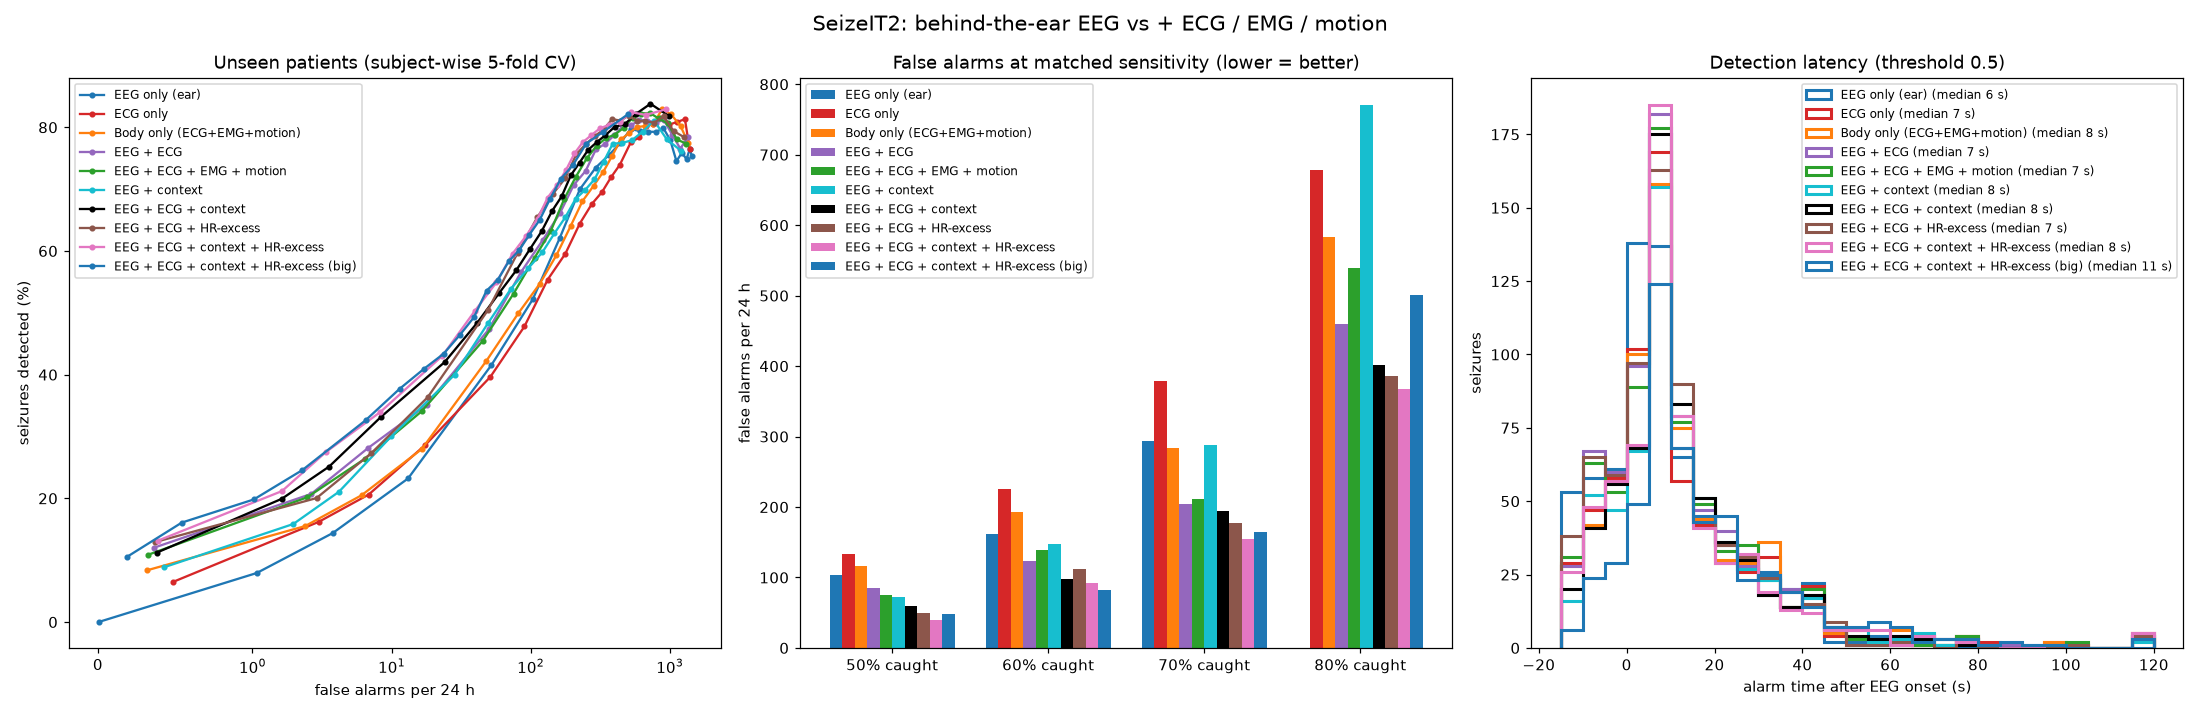 SeizeIT2: behind-the-ear EEG vs + ECG / EMG / motion
Unseen patients (subject-wise 5-fold CV)
EEG only (ear)
ECG only
Body only (ECG+EMG+motion)
EEG + ECG
EEG + ECG + EMG + motion
EEG + context
EEG + ECG + context
EEG + ECG + HR-excess
EEG + ECG + context + HR-excess
EEG + ECG + context + HR-excess (big)
seizures detected (%)
80
60
40
20
0
0
10⁰
10¹
10²
10³
false alarms per 24 h
False alarms at matched sensitivity (lower = better)
EEG only (ear)
ECG only
Body only (ECG+EMG+motion)
EEG + ECG
EEG + ECG + EMG + motion
EEG + context
EEG + ECG + context
EEG + ECG + HR-excess
EEG + ECG + context + HR-excess
EEG + ECG + context + HR-excess (big)
false alarms per 24 h
800
700
600
500
400
300
200
100
0
50% caught
60% caught
70% caught
80% caught
Detection latency (threshold 0.5)
EEG only (ear) (median 6 s)
ECG only (median 7 s)
Body only (ECG+EMG+motion) (median 8 s)
EEG + ECG (median 7 s)
EEG + ECG + EMG + motion (median 7 s)
EEG + context (median 8 s)
EEG + ECG + context (median 8 s)
EEG + ECG + HR-excess (median 7 s)
EEG + ECG + context + HR-excess (median 8 s)
EEG + ECG + context + HR-excess (big) (median 11 s)
seizures
175
150
125
100
75
50
25
0
−20
0
20
40
60
80
100
120
alarm time after EEG onset (s)